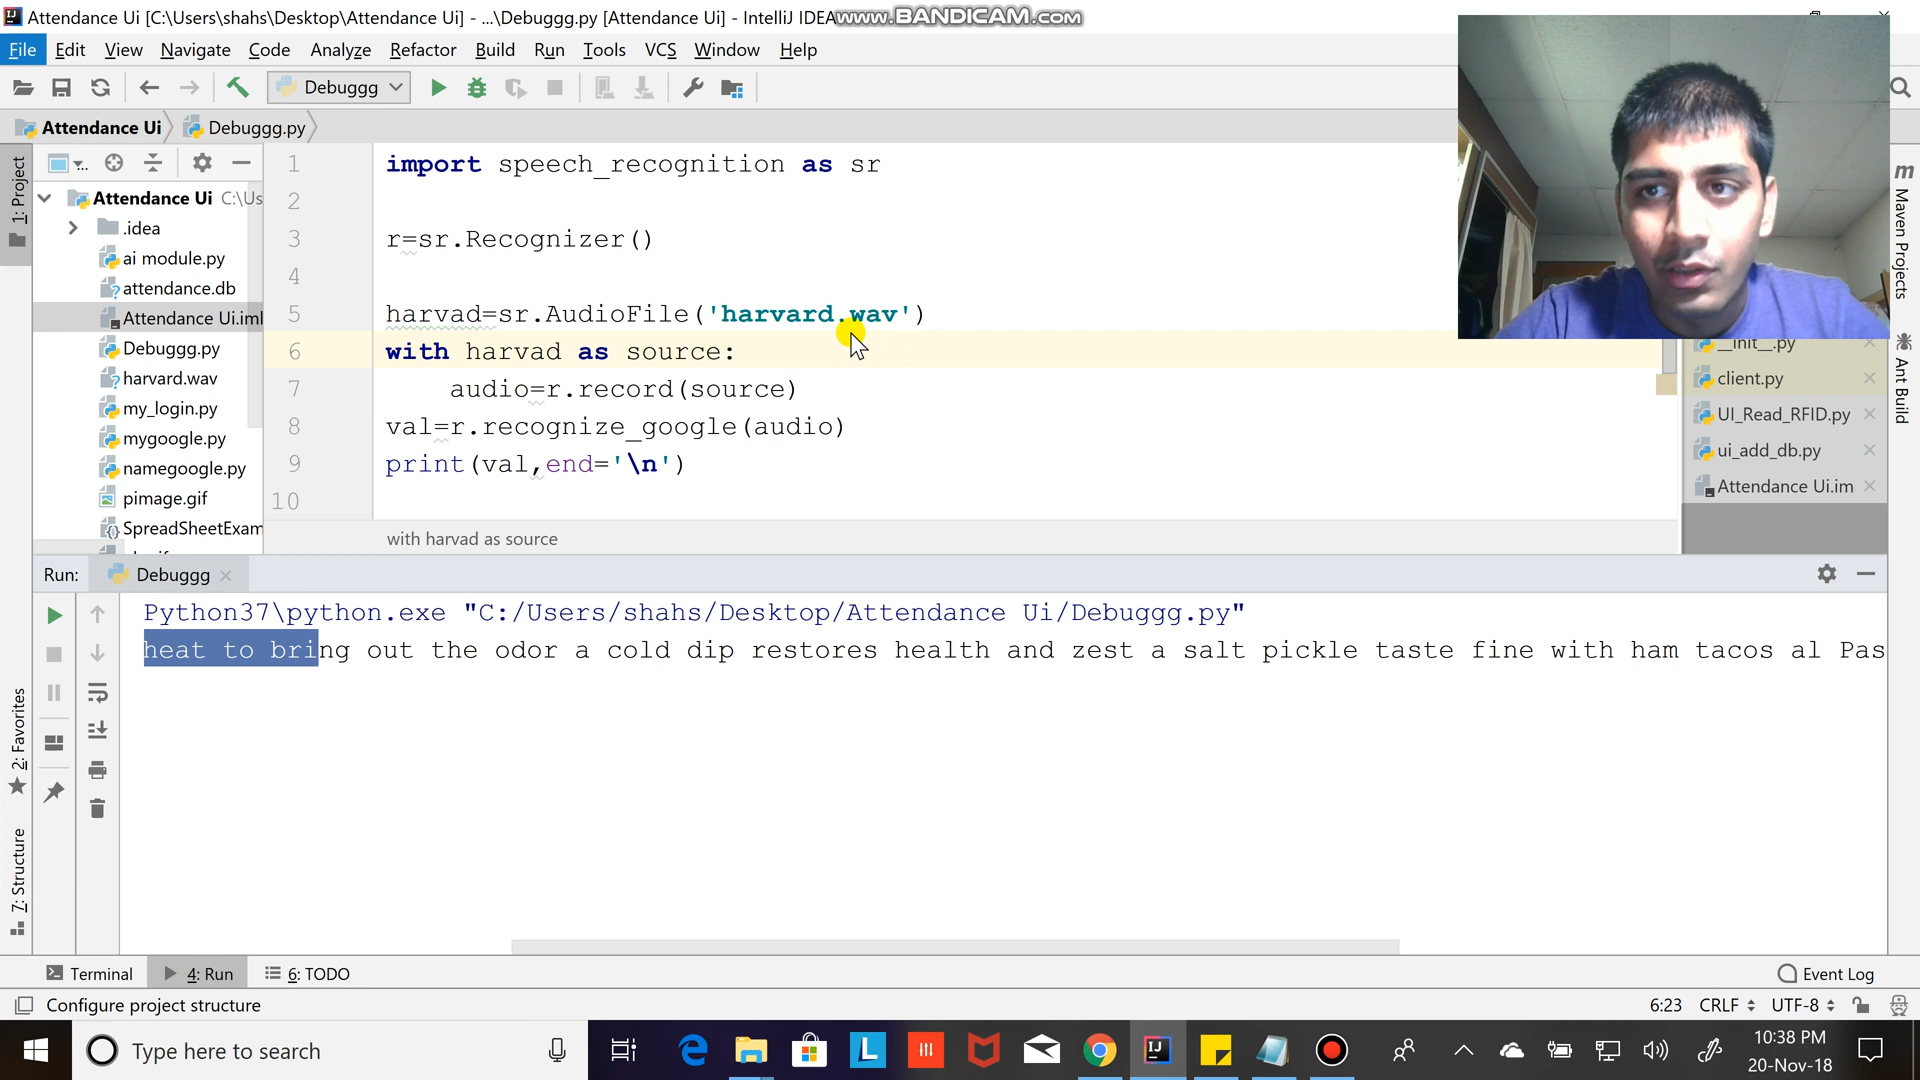 Attendance Ui [C:\Users\shahs\Desktop\Attendance Ui] - ...\Debuggg.py [Attendance Ui] - IntelliJ IDEA
www.BANDICAM.com
File Edit View Navigate Code Analyze Refactor Build Run Tools VCS Window Help
Debuggg
Attendance Ui Debuggg.py
1: Project
Attendance Ui C:\Us
.idea
ai module.py
attendance.db
Attendance Ui.iml
Debuggg.py
harvard.wav
my_login.py
mygoogle.py
namegoogle.py
pimage.gif
SpreadSheetExam
1 import speech_recognition as sr
2
3 r=sr.Recognizer()
4
5 harvad=sr.AudioFile('harvard.wav')
6 with harvad as source:
7 audio=r.record(source)
8 val=r.recognize_google(audio)
9 print(val,end='\n')
10
with harvad as source
__init__.py
client.py
UI_Read_RFID.py
ui_add_db.py
Attendance Ui.im
m Maven Projects
Ant Build
Run: Debuggg
Python37\python.exe "C:/Users/shahs/Desktop/Attendance Ui/Debuggg.py"
heat to bring out the odor a cold dip restores health and zest a salt pickle taste fine with ham tacos al Pas
2: Favorites
7: Structure
Terminal 4: Run 6: TODO Event Log
Configure project structure 6:23 CRLF UTF-8
Type here to search
10:38 PM
20-Nov-18